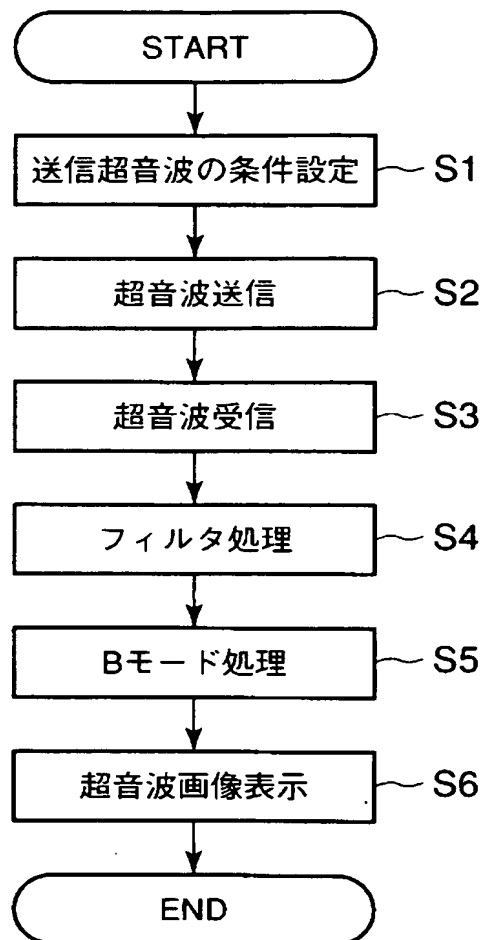 START
送信超音波の条件設定 S1
超音波送信 S2
超音波受信 S3
フィルタ処理 S4
Bモード処理 S5
超音波画像表示 S6
END